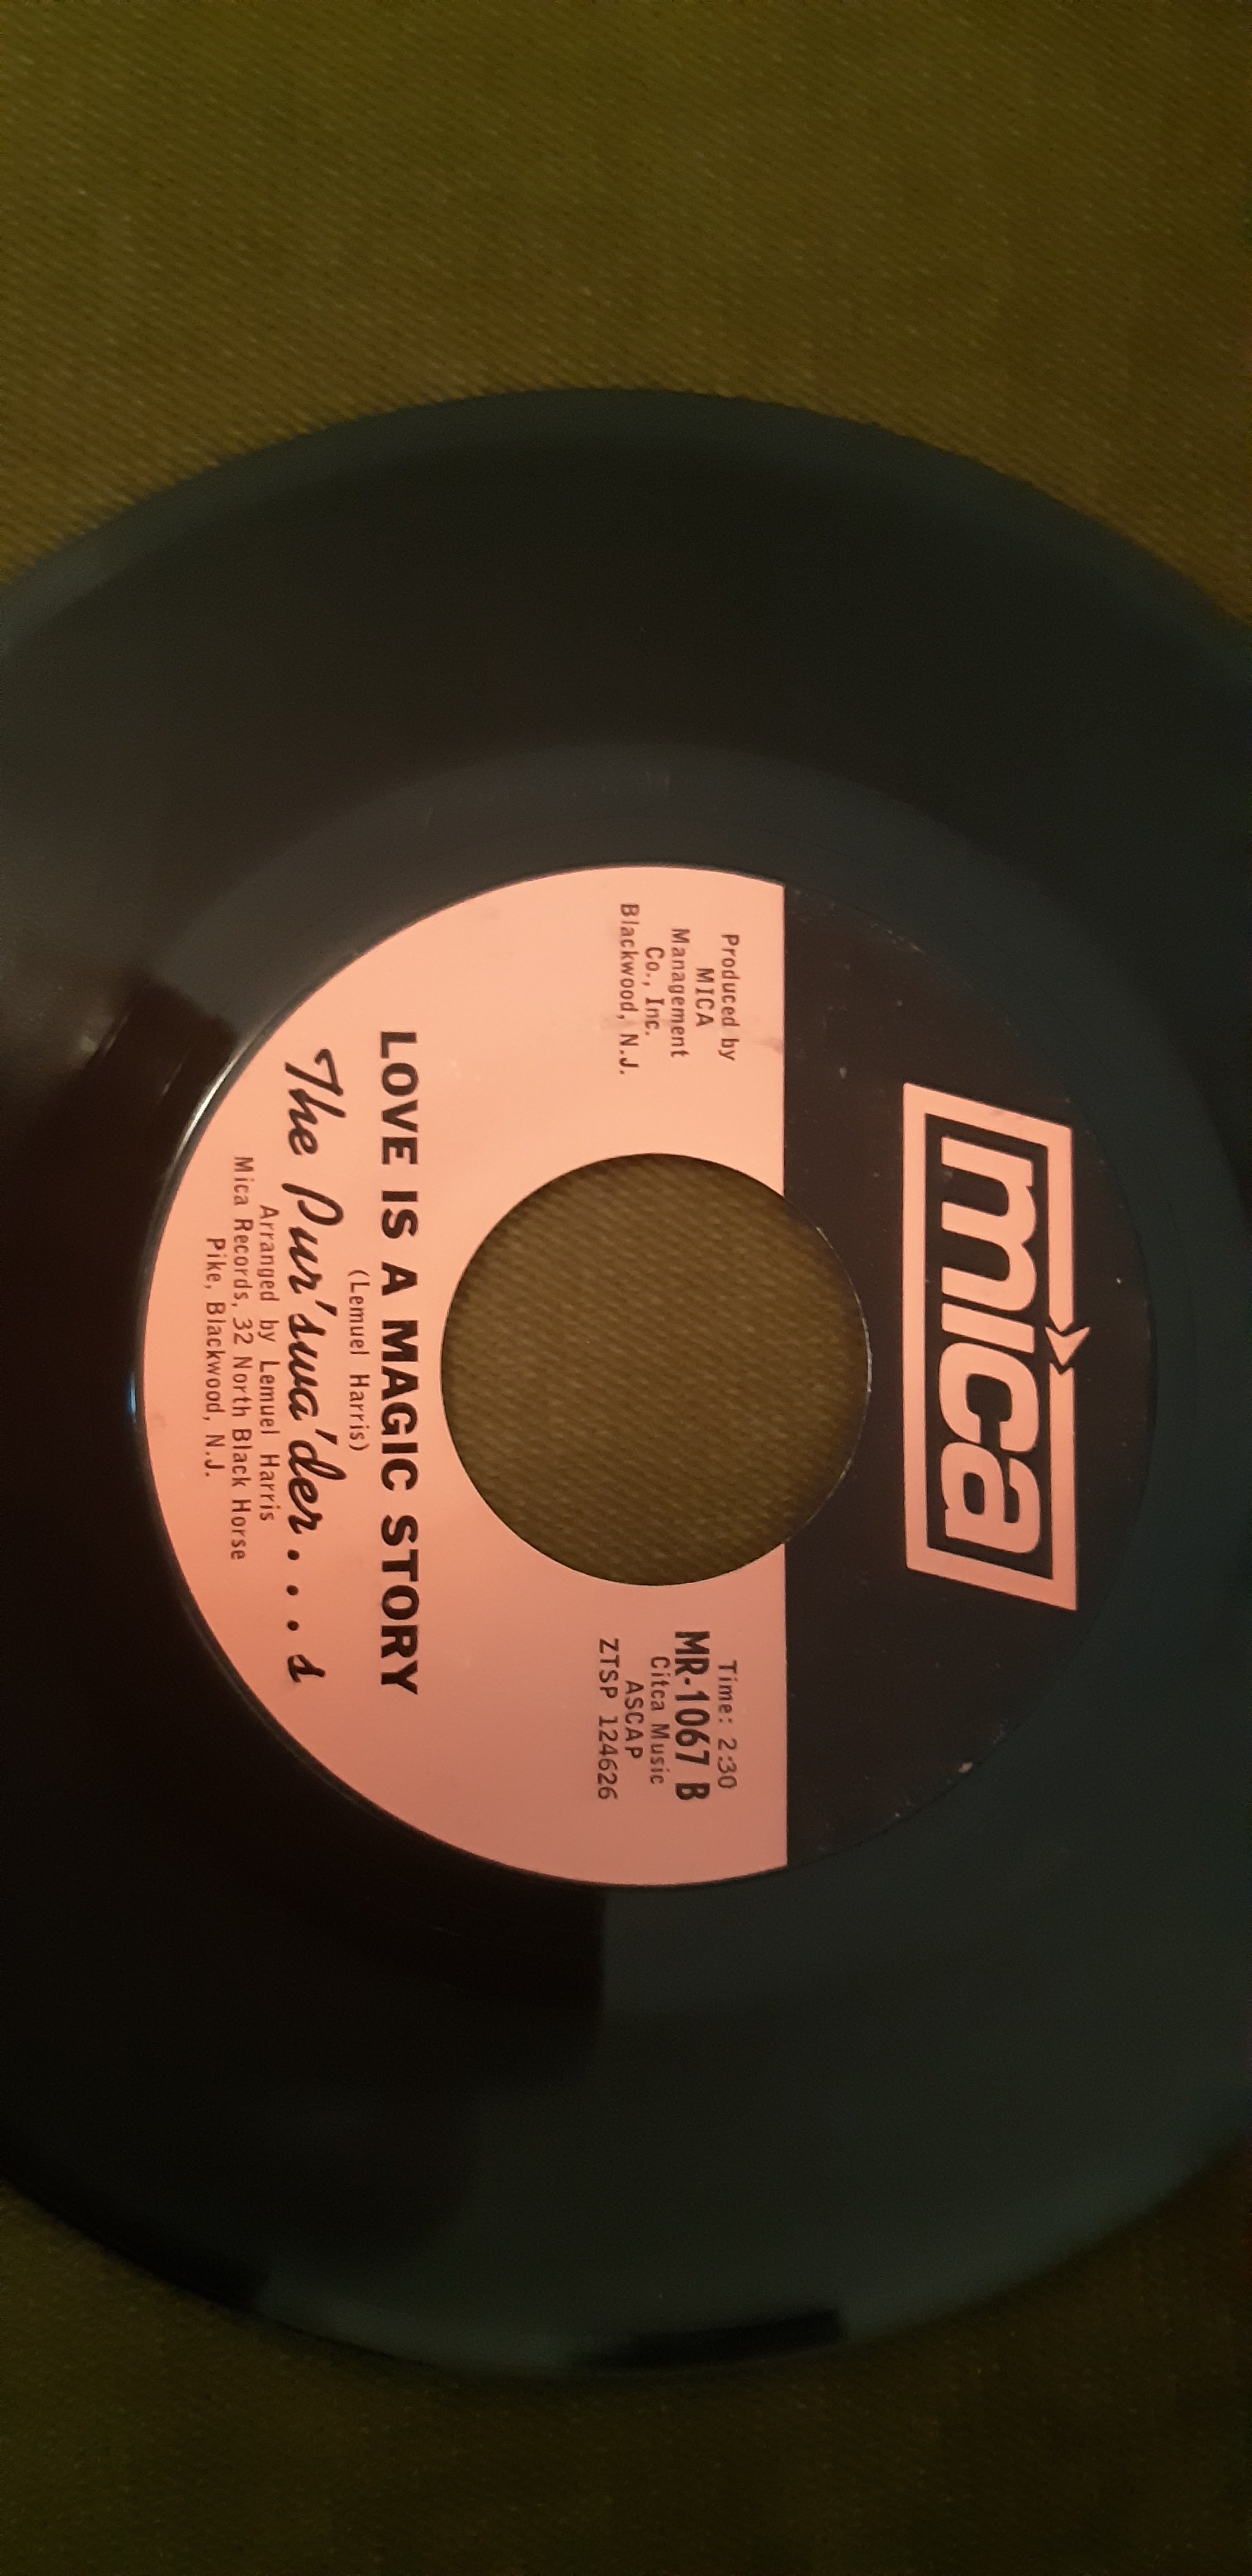 mica
Produced by
MICA
Management
Co., Inc.
Blackwood, N.J.
Time: 2:30
MR-1067 B
Citca Music
ASCAP
ZTSP 124626
LOVE IS A MAGIC STORY
(Lemuel Harris)
The Pur'swa'der...s
Arranged by Lemuel Harris
Mica Records, 32 North Black Horse
Pike, Blackwood, N.J.